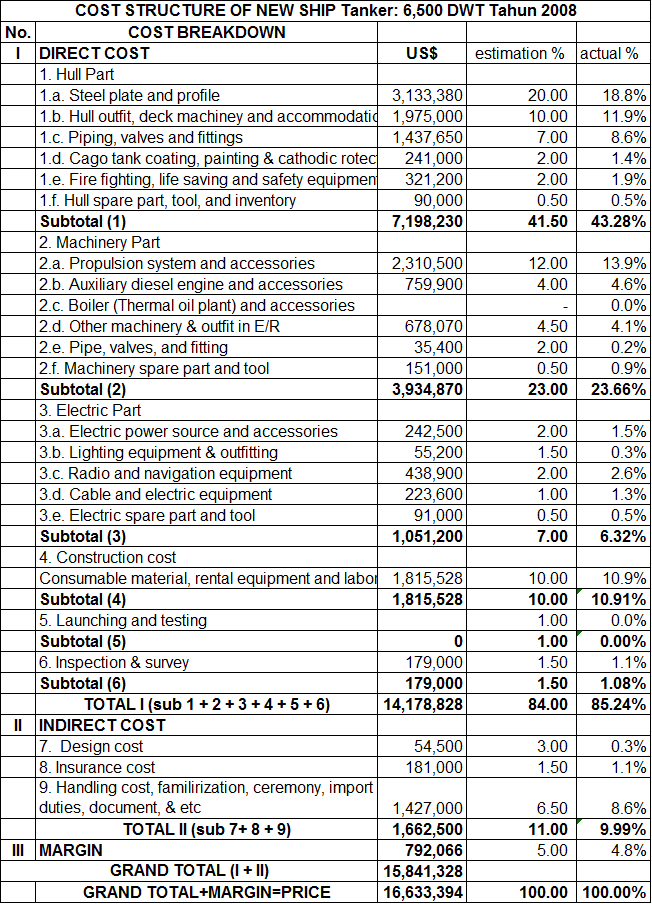 COST STRUCTURE OF NEW SHIP Tanker: 6,500 DWT Tahun 2008
No. COST BREAKDOWN
I DIRECT COST US$ estimation % actual %
1. Hull Part
1.a. Steel plate and profile 3,133,380 20.00 18.8%
1.b. Hull outfit, deck machiney and accommodatic 1,975,000 10.00 11.9%
1.c. Piping, valves and fittings 1,437,650 7.00 8.6%
1.d. Cago tank coating, painting & cathodic rotec 241,000 2.00 1.4%
1.e. Fire fighting, life saving and safety equipmen 321,200 2.00 1.9%
1.f. Hull spare part, tool, and inventory 90,000 0.50 0.5%
Subtotal (1) 7,198,230 41.50 43.28%
2. Machinery Part
2.a. Propulsion system and accessories 2,310,500 12.00 13.9%
2.b. Auxiliary diesel engine and accessories 759,900 4.00 4.6%
2.c. Boiler (Thermal oil plant) and accessories - 0.0%
2.d. Other machinery & outfit in E/R 678,070 4.50 4.1%
2.e. Pipe, valves, and fitting 35,400 2.00 0.2%
2.f. Machinery spare part and tool 151,000 0.50 0.9%
Subtotal (2) 3,934,870 23.00 23.66%
3. Electric Part
3.a. Electric power source and accessories 242,500 2.00 1.5%
3.b. Lighting equipment & outfitting 55,200 1.50 0.3%
3.c. Radio and navigation equipment 438,900 2.00 2.6%
3.d. Cable and electric equipment 223,600 1.00 1.3%
3.e. Electric spare part and tool 91,000 0.50 0.5%
Subtotal (3) 1,051,200 7.00 6.32%
4. Construction cost
Consumable material, rental equipment and labor 1,815,528 10.00 10.9%
Subtotal (4) 1,815,528 10.00 10.91%
5. Launching and testing 1.00 0.0%
Subtotal (5) 0 1.00 0.00%
6. Inspection & survey 179,000 1.50 1.1%
Subtotal (6) 179,000 1.50 1.08%
TOTAL I (sub 1 + 2 + 3 + 4 + 5 + 6) 14,178,828 84.00 85.24%
II INDIRECT COST
7. Design cost 54,500 3.00 0.3%
8. Insurance cost 181,000 1.50 1.1%
9. Handling cost, familirization, ceremony, import
duties, document, & etc 1,427,000 6.50 8.6%
TOTAL II (sub 7+ 8 + 9) 1,662,500 11.00 9.99%
III MARGIN 792,066 5.00 4.8%
GRAND TOTAL (I + II) 15,841,328
GRAND TOTAL+MARGIN=PRICE 16,633,394 100.00 100.00%